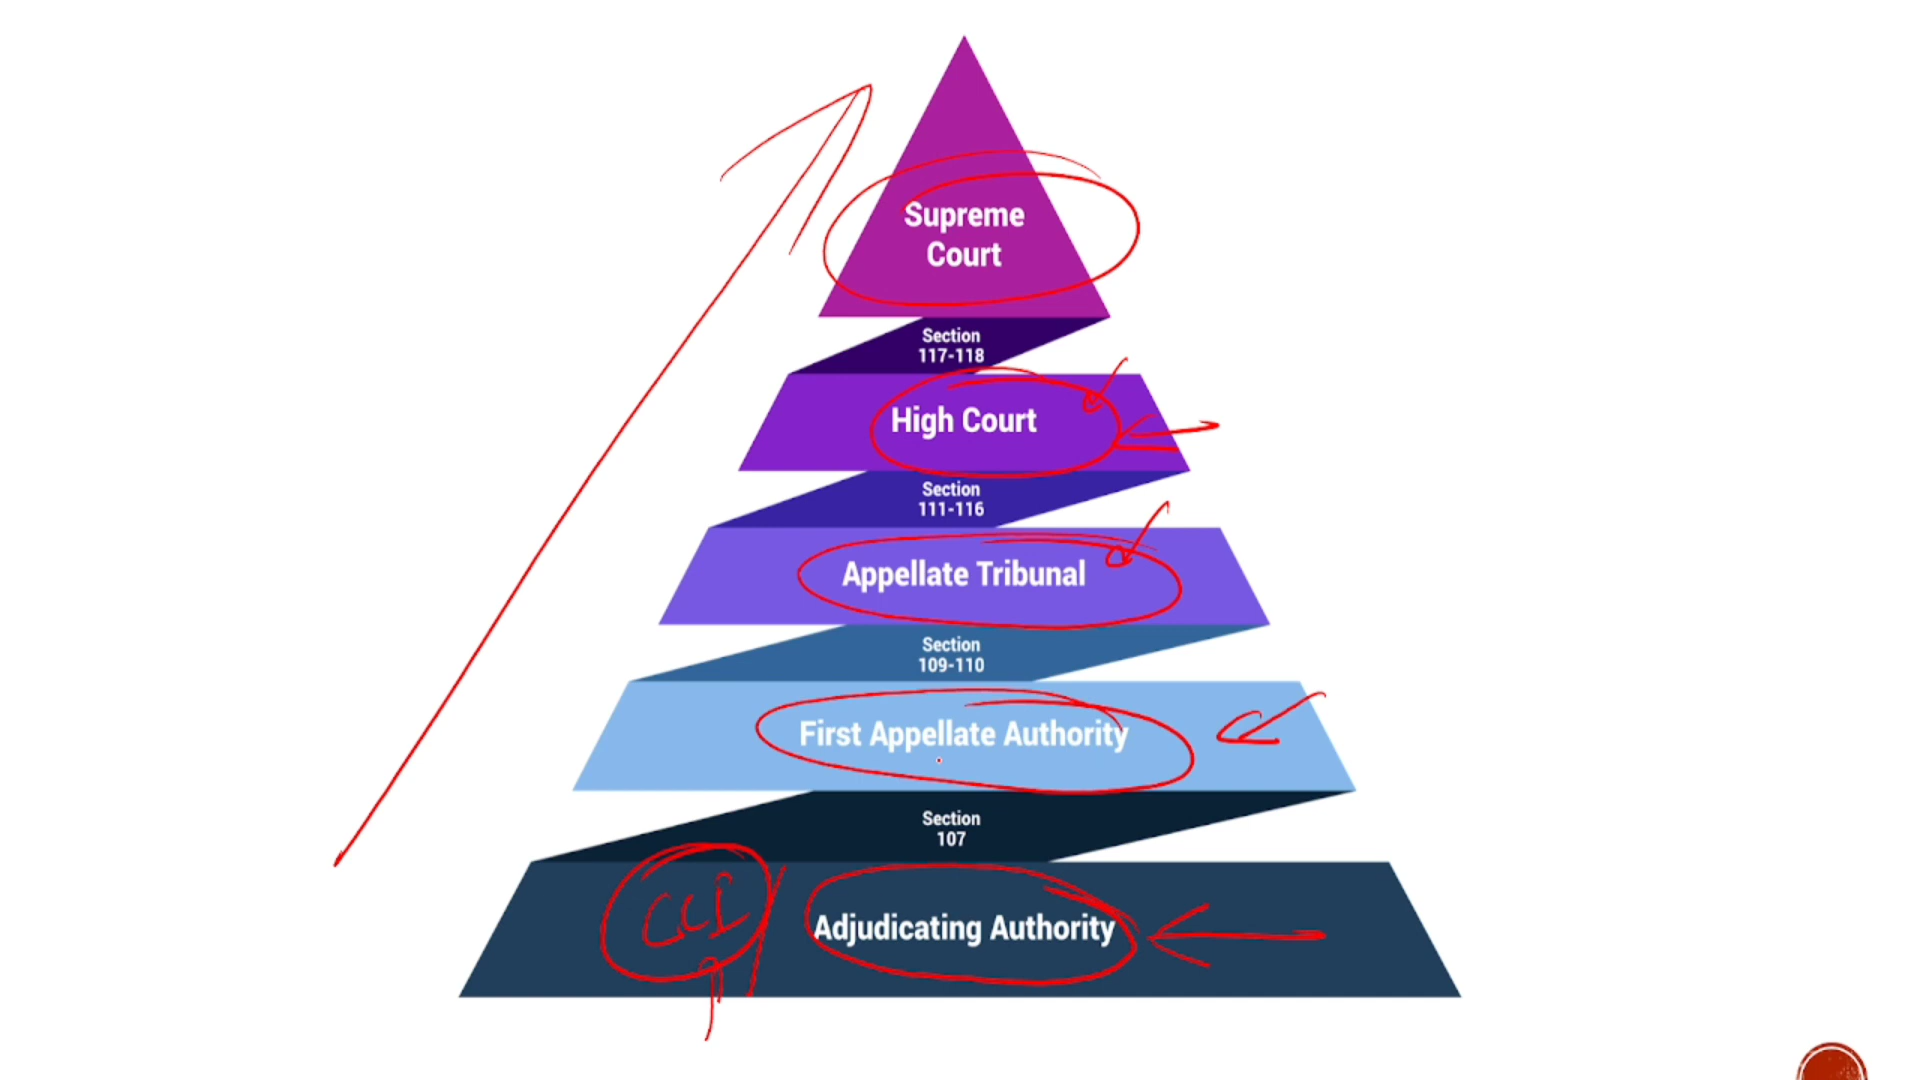 Supreme
Court
Section
117-118
High Court
Section
111-116
Appellate Tribunal
Section
109-110
First Appellate Authority
Section
107
CCI
Adjudicating Authority